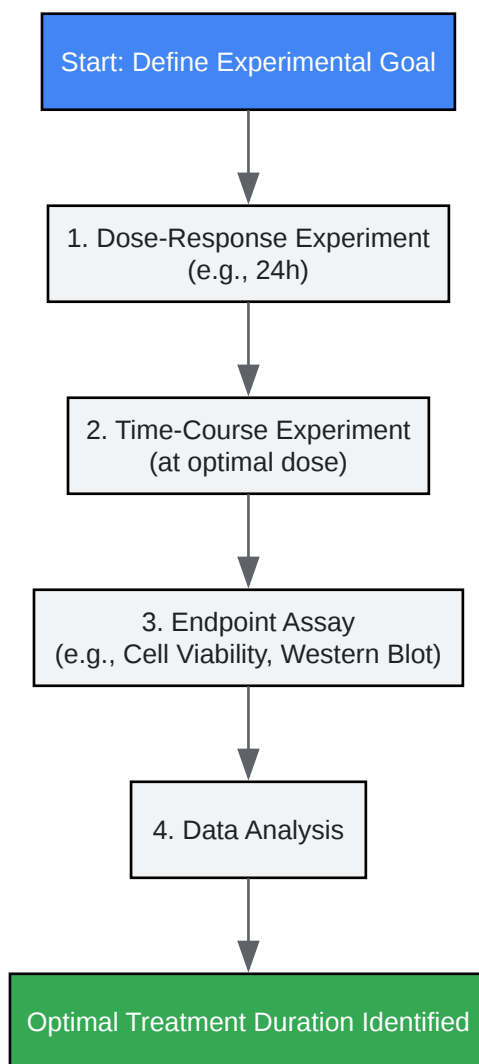 Start: Define Experimental Goal
1. Dose-Response Experiment
(e.g., 24h)
2. Time-Course Experiment
(at optimal dose)
3. Endpoint Assay
(e.g., Cell Viability, Western Blot)
4. Data Analysis
Optimal Treatment Duration Identified